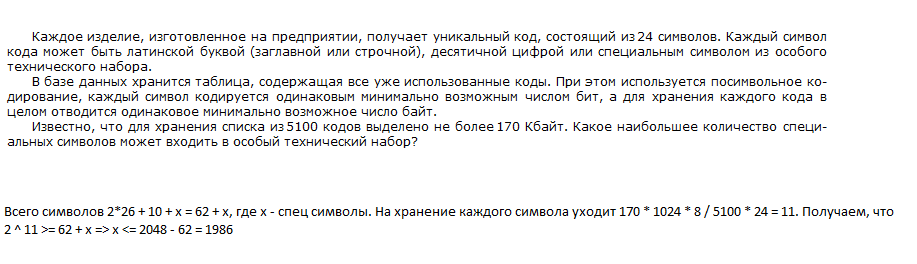 Каждое изделие, изготовленное на предприятии, получает уникальный код, состоящий из 24 символов. Каждый символ
кода может быть латинской буквой (заглавной или строчной), десятичной цифрой или специальным символом из особого
технического набора.
В базе данных хранится таблица, содержащая все уже использованные коды. При этом используется посимвольное ко-
дирование, каждый символ кодируется одинаковым минимально возможным числом бит, а для хранения каждого кода в
целом отводится одинаковое минимально возможное число байт.
Известно, что для хранения списка из 5100 кодов выделено не более 170 Кбайт. Какое наибольшее количество специ-
альных символов может входить в особый технический набор?
Всего символов 2*26 + 10 + x = 62 + x, где x - спец символы. На хранение каждого символа уходит 170 * 1024 * 8 / 5100 * 24 = 11. Получаем, что
2 ^ 11 >= 62 + x => x <= 2048 - 62 = 1986